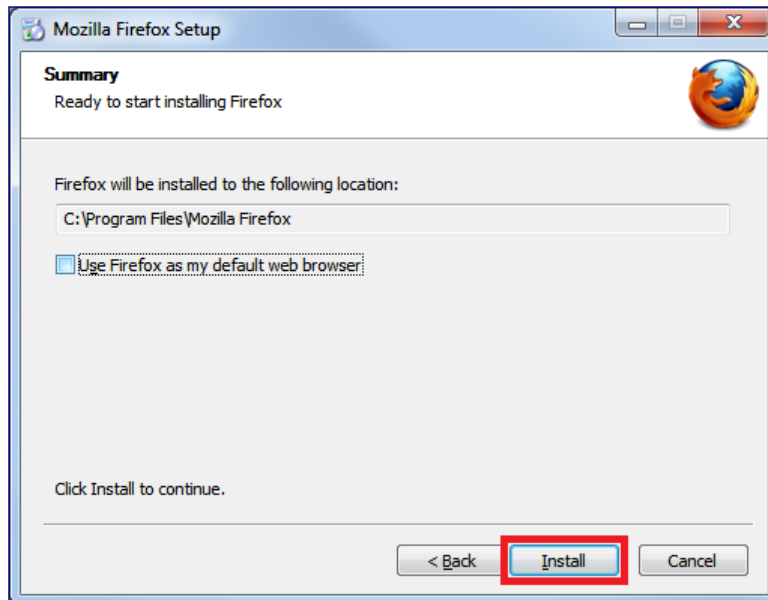 Mozilla Firefox Setup
Summary
Ready to start installing Firefox
Firefox will be installed to the following location:
C:\Program Files\Mozilla Firefox
Use Firefox as my default web browser
Click Install to continue.
< Back Install Cancel